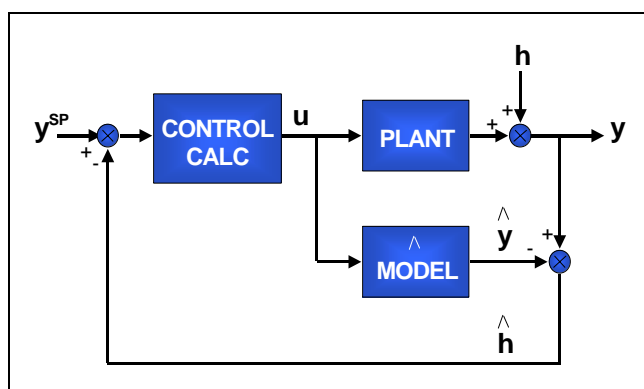 h
y^SP
+
-
CONTROL
CALC
u
PLANT
+
+
y
^
MODEL
^
y
-
+
^
h